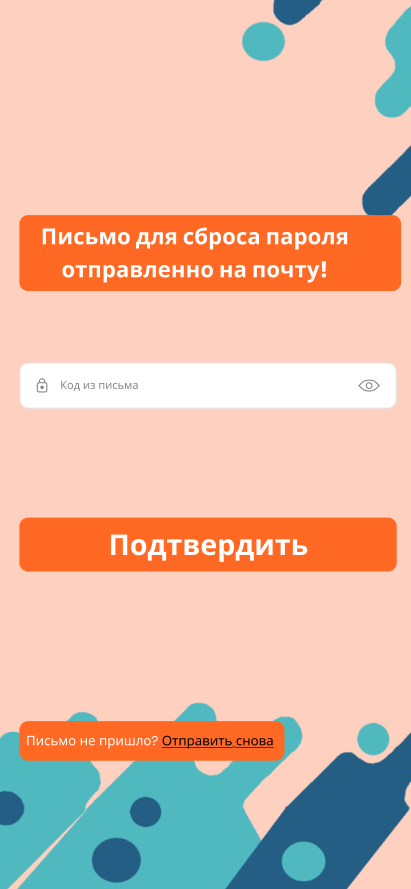 Письмо для сброса пароля
отправленно на почту!
Код из письма
Подтвердить
Письмо не пришло? Отправить снова